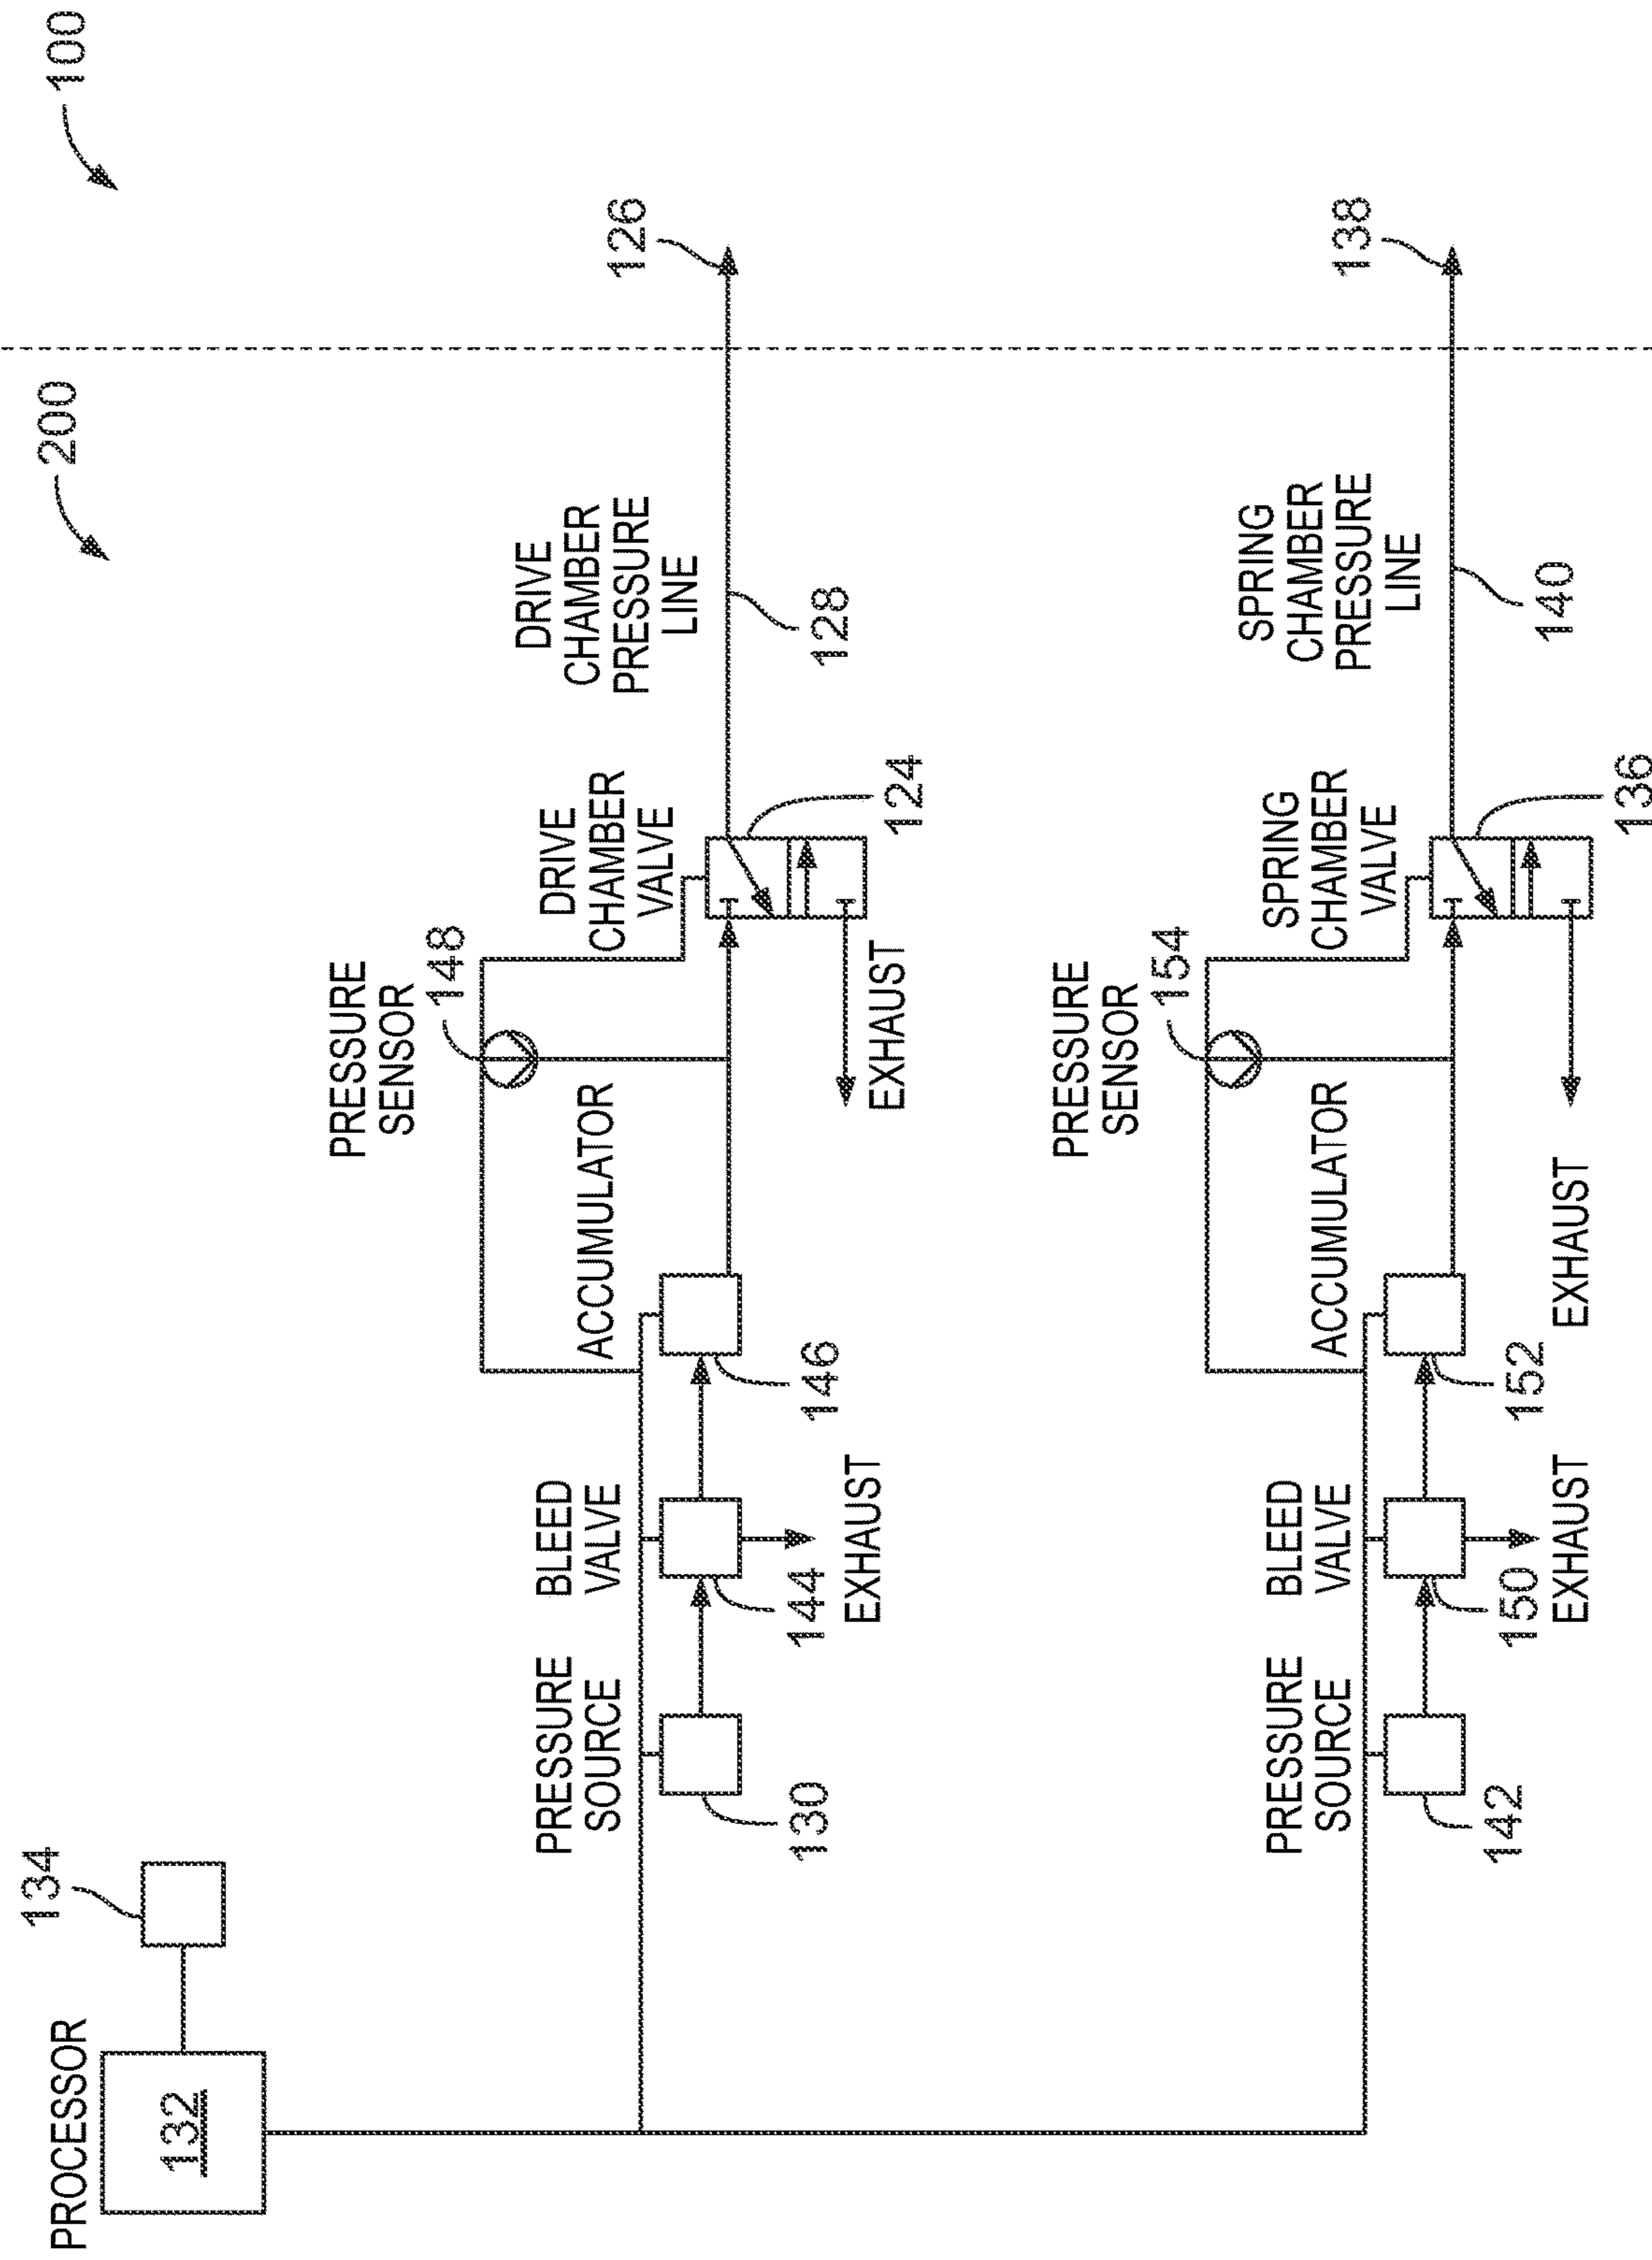 PROCESSOR
132
134
200
100
PRESSURE
SOURCE
130
BLEED
VALVE
144
EXHAUST
ACCUMULATOR
146
PRESSURE
SENSOR
148
EXHAUST
DRIVE
CHAMBER
VALVE
124
DRIVE
CHAMBER
PRESSURE
LINE
128
126
PRESSURE
SOURCE
142
BLEED
VALVE
150
EXHAUST
ACCUMULATOR
152
PRESSURE
SENSOR
154
EXHAUST
SPRING
CHAMBER
VALVE
136
SPRING
CHAMBER
PRESSURE
LINE
140
138